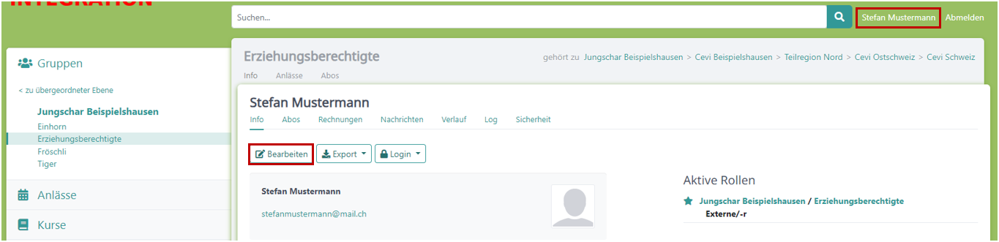 INTEGRATION
Suchen...
Stefan Mustermann
Abmelden
Gruppen
< zu übergeordneter Ebene
Jungschar Beispielshausen
Einhorn
Erziehungsberechtigte
Fröschli
Tiger
Anlässe
Kurse
Erziehungsberechtigte
gehört zu Jungschar Beispielshausen > Cevi Beispielshausen > Teilregion Nord > Cevi Ostschweiz > Cevi Schweiz
Info Anlässe Abos
Stefan Mustermann
Info Abos Rechnungen Nachrichten Verlauf Log Sicherheit
Bearbeiten Export Login
Stefan Mustermann
stefanmustermann@mail.ch
Aktive Rollen
Jungschar Beispielshausen / Erziehungsberechtigte
Externe/-r